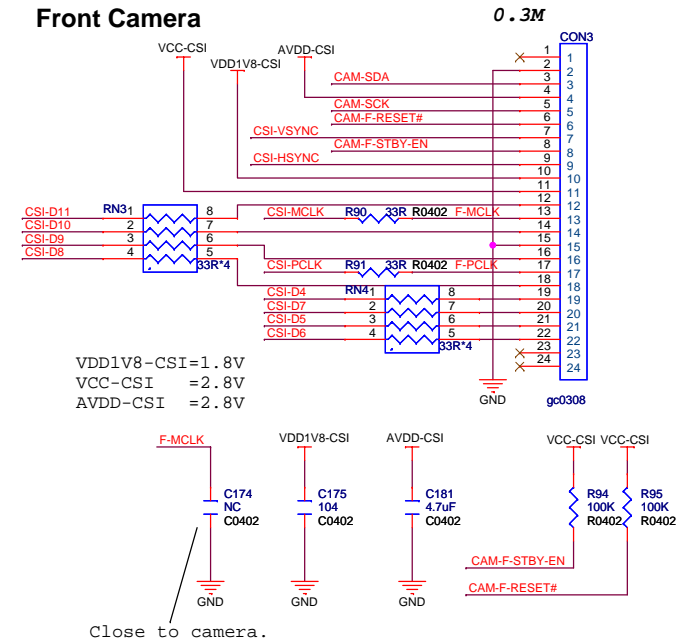 Front Camera
0.3M
CON3
VCC-CSI
VDD1V8-CSI
AVDD-CSI
CAM-SDA
CAM-SCK
CAM-F-RESET#
CSI-VSYNC
CAM-F-STBY-EN
CSI-HSYNC
1 1
2 2
3 3
4 4
5 5
6 6
7 7
8 8
9 9
10 10
11 11
12 12
13 13
14 14
15 15
16 16
17 17
18 18
19 19
20 20
21 21
22 22
23 23
24 24
gc0308
CSI-D11 RN3 1 8
CSI-D10 2 7
CSI-D9 3 6
CSI-D8 4 5
33R*4
CSI-MCLK R90 33R R0402 F-MCLK
CSI-PCLK R91 33R R0402 F-PCLK
CSI-D4 RN4 1 8
CSI-D7 2 7
CSI-D5 3 6
CSI-D6 4 5
33R*4
GND
VDD1V8-CSI=1.8V
VCC-CSI =2.8V
AVDD-CSI =2.8V
F-MCLK
C174
NC
C0402
GND
VDD1V8-CSI
C175
104
C0402
GND
AVDD-CSI
C181
4.7uF
C0402
GND
VCC-CSI VCC-CSI
R94
100K
R0402
R95
100K
R0402
CAM-F-STBY-EN
CAM-F-RESET#
Close to camera.